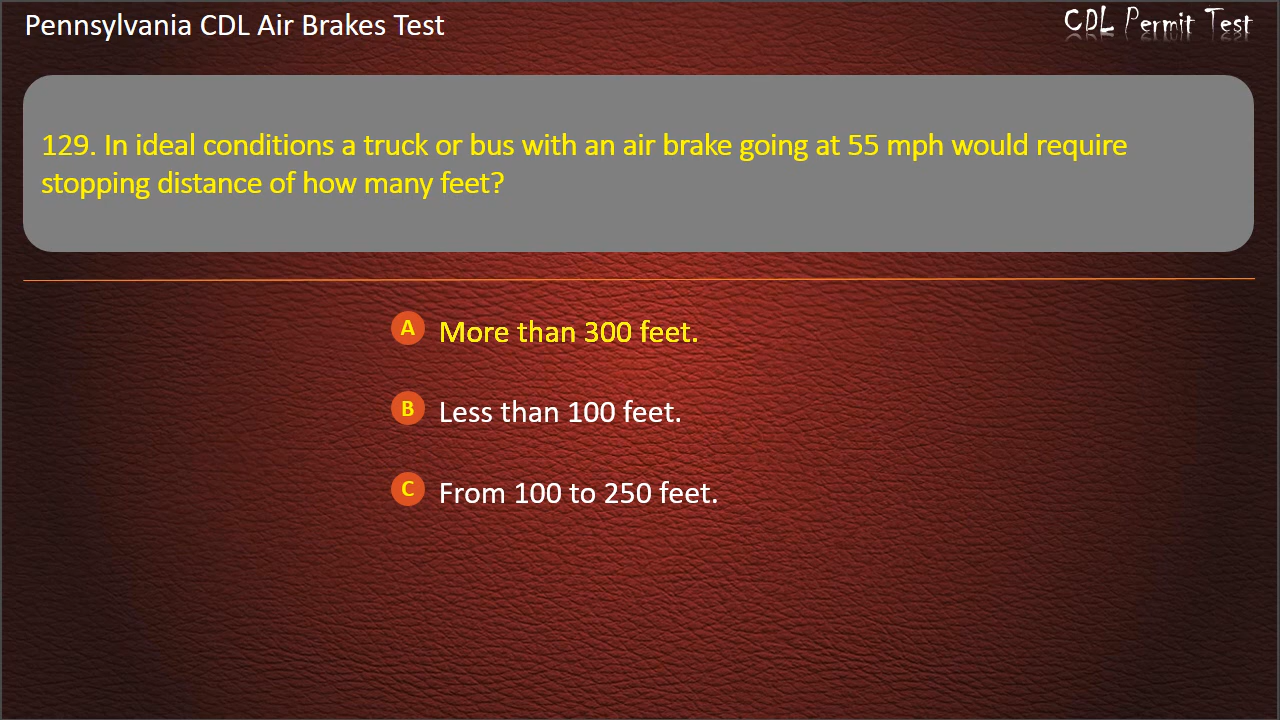 Pennsylvania CDL Air Brakes Test
CDL Permit Test
129. In ideal conditions a truck or bus with an air brake going at 55 mph would require
stopping distance of how many feet?
A More than 300 feet.
B Less than 100 feet.
C From 100 to 250 feet.